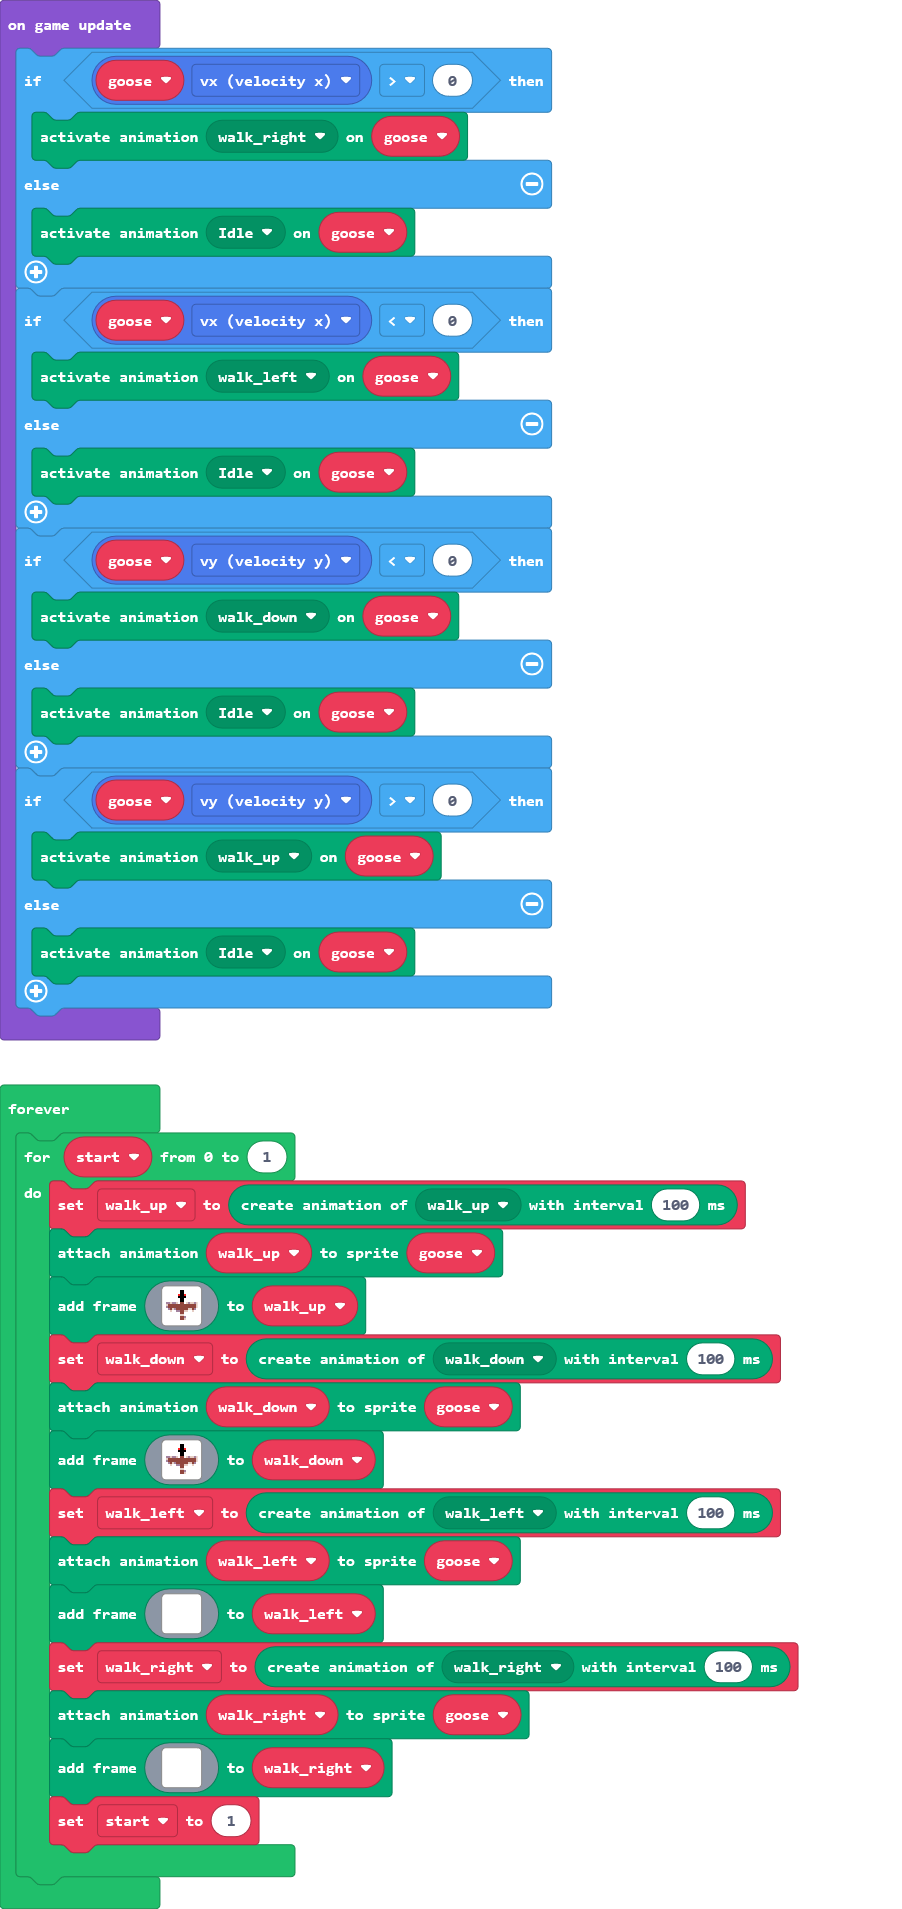 on game update
if goose vx (velocity x) > 0 then
activate animation walk_right on goose
else
activate animation Idle on goose
if goose vx (velocity x) < 0 then
activate animation walk_left on goose
else
activate animation Idle on goose
if goose vy (velocity y) < 0 then
activate animation walk_down on goose
else
activate animation Idle on goose
if goose vy (velocity y) > 0 then
activate animation walk_up on goose
else
activate animation Idle on goose
forever
for start from 0 to 1
do
set walk_up to create animation of walk_up with interval 100 ms
attach animation walk_up to sprite goose
add frame to walk_up
set walk_down to create animation of walk_down with interval 100 ms
attach animation walk_down to sprite goose
add frame to walk_down
set walk_left to create animation of walk_left with interval 100 ms
attach animation walk_left to sprite goose
add frame to walk_left
set walk_right to create animation of walk_right with interval 100 ms
attach animation walk_right to sprite goose
add frame to walk_right
set start to 1